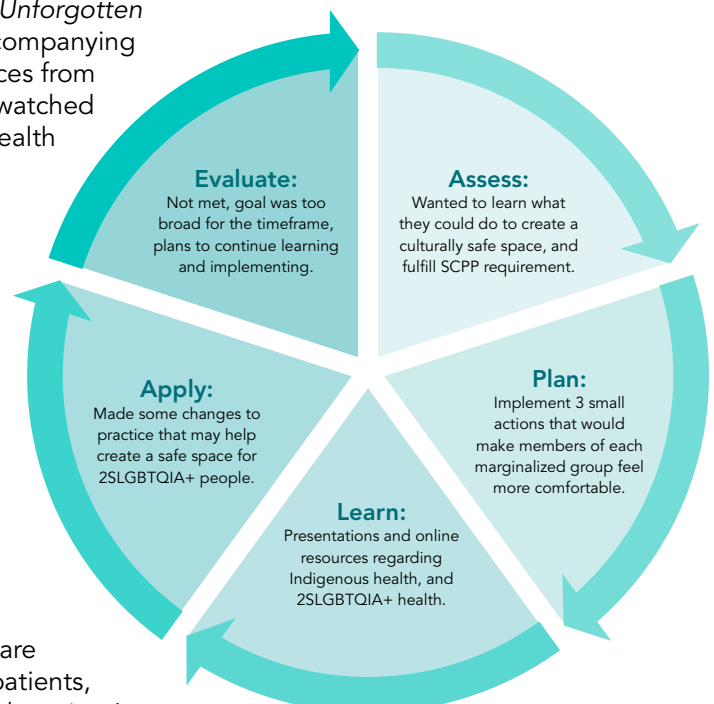 Unforgotten
companying
ces from
watched
ealth
Evaluate:
Not met, goal was too
broad for the timeframe,
plans to continue learning
and implementing.
Assess:
Wanted to learn what
they could do to create a
culturally safe space, and
fulfill SCPP requirement.
Plan:
Implement 3 small
actions that would
make members of each
marginalized group feel
more comfortable.
Learn:
Presentations and online
resources regarding
Indigenous health, and
2SLGBTQIA+ health.
Apply:
Made some changes to
practice that may help
create a safe space for
2SLGBTQIA+ people.
are
patients,